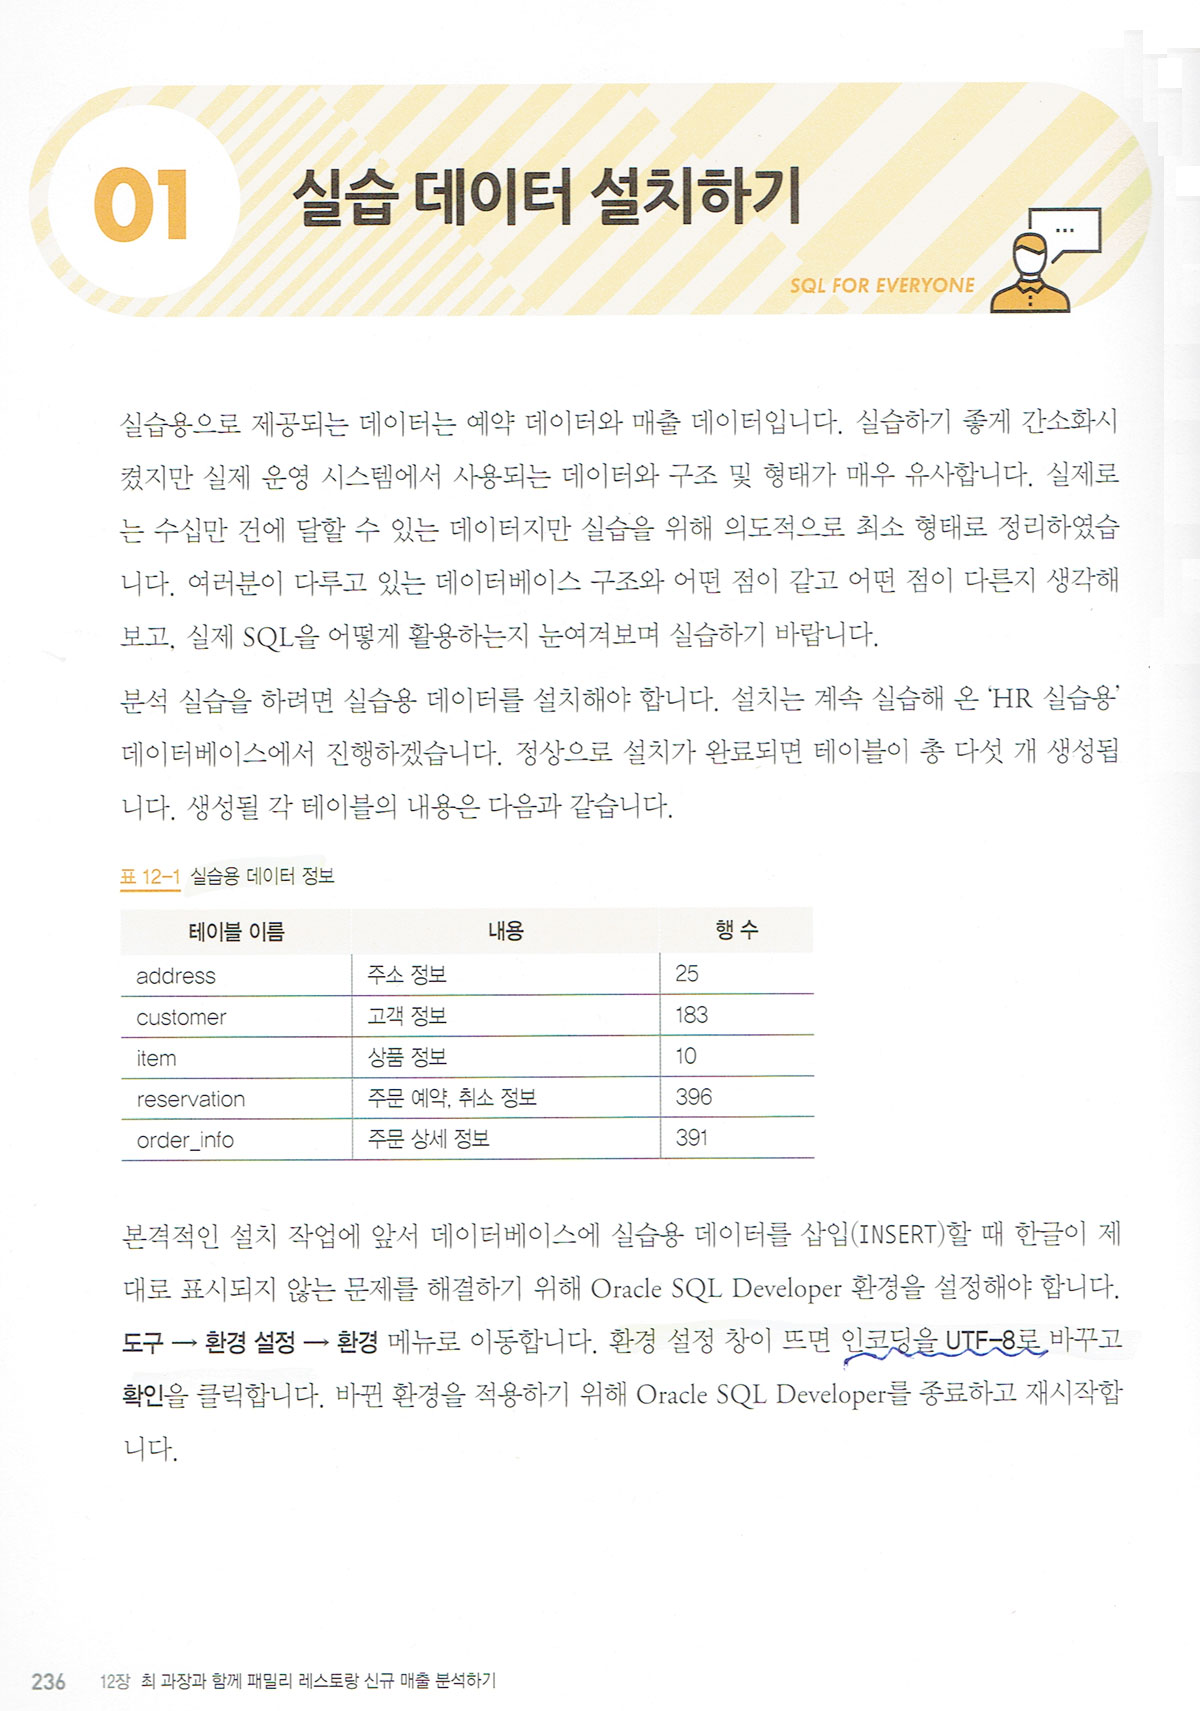 01
실습 데이터 설치하기
...
SQL FOR EVERYONE
실습용으로 제공되는 데이터는 예약 데이터와 매출 데이터입니다. 실습하기 좋게 간소화시
켰지만 실제 운영 시스템에서 사용되는 데이터와 구조 및 형태가 매우 유사합니다. 실제로
는 수십만 건에 달할 수 있는 데이터지만 실습을 위해 의도적으로 최소 형태로 정리하였습
니다. 여러분이 다루고 있는 데이터베이스 구조와 어떤 점이 같고 어떤 점이 다른지 생각해
보고, 실제 SQL을 어떻게 활용하는지 눈여겨보며 실습하기 바랍니다.
분석 실습을 하려면 실습용 데이터를 설치해야 합니다. 설치는 계속 실습해 온 ‘HR 실습용’
데이터베이스에서 진행하겠습니다. 정상으로 설치가 완료되면 테이블이 총 다섯 개 생성됩
니다. 생성될 각 테이블의 내용은 다음과 같습니다.
표 12-1 실습용 데이터 정보
테이블 이름 내용 행 수
address 주소 정보 25
customer 고객 정보 183
item 상품 정보 10
reservation 주문 예약, 취소 정보 396
order_info 주문 상세 정보 391
본격적인 설치 작업에 앞서 데이터베이스에 실습용 데이터를 삽입(INSERT)할 때 한글이 제
대로 표시되지 않는 문제를 해결하기 위해 Oracle SQL Developer 환경을 설정해야 합니다.
도구 → 환경 설정 → 환경 메뉴로 이동합니다. 환경 설정 창이 뜨면 인코딩을 UTF-8로 바꾸고
확인을 클릭합니다. 바뀐 환경을 적용하기 위해 Oracle SQL Developer를 종료하고 재시작합
니다.
236 12장 최 과장과 함께 패밀리 레스토랑 신규 매출 분석하기